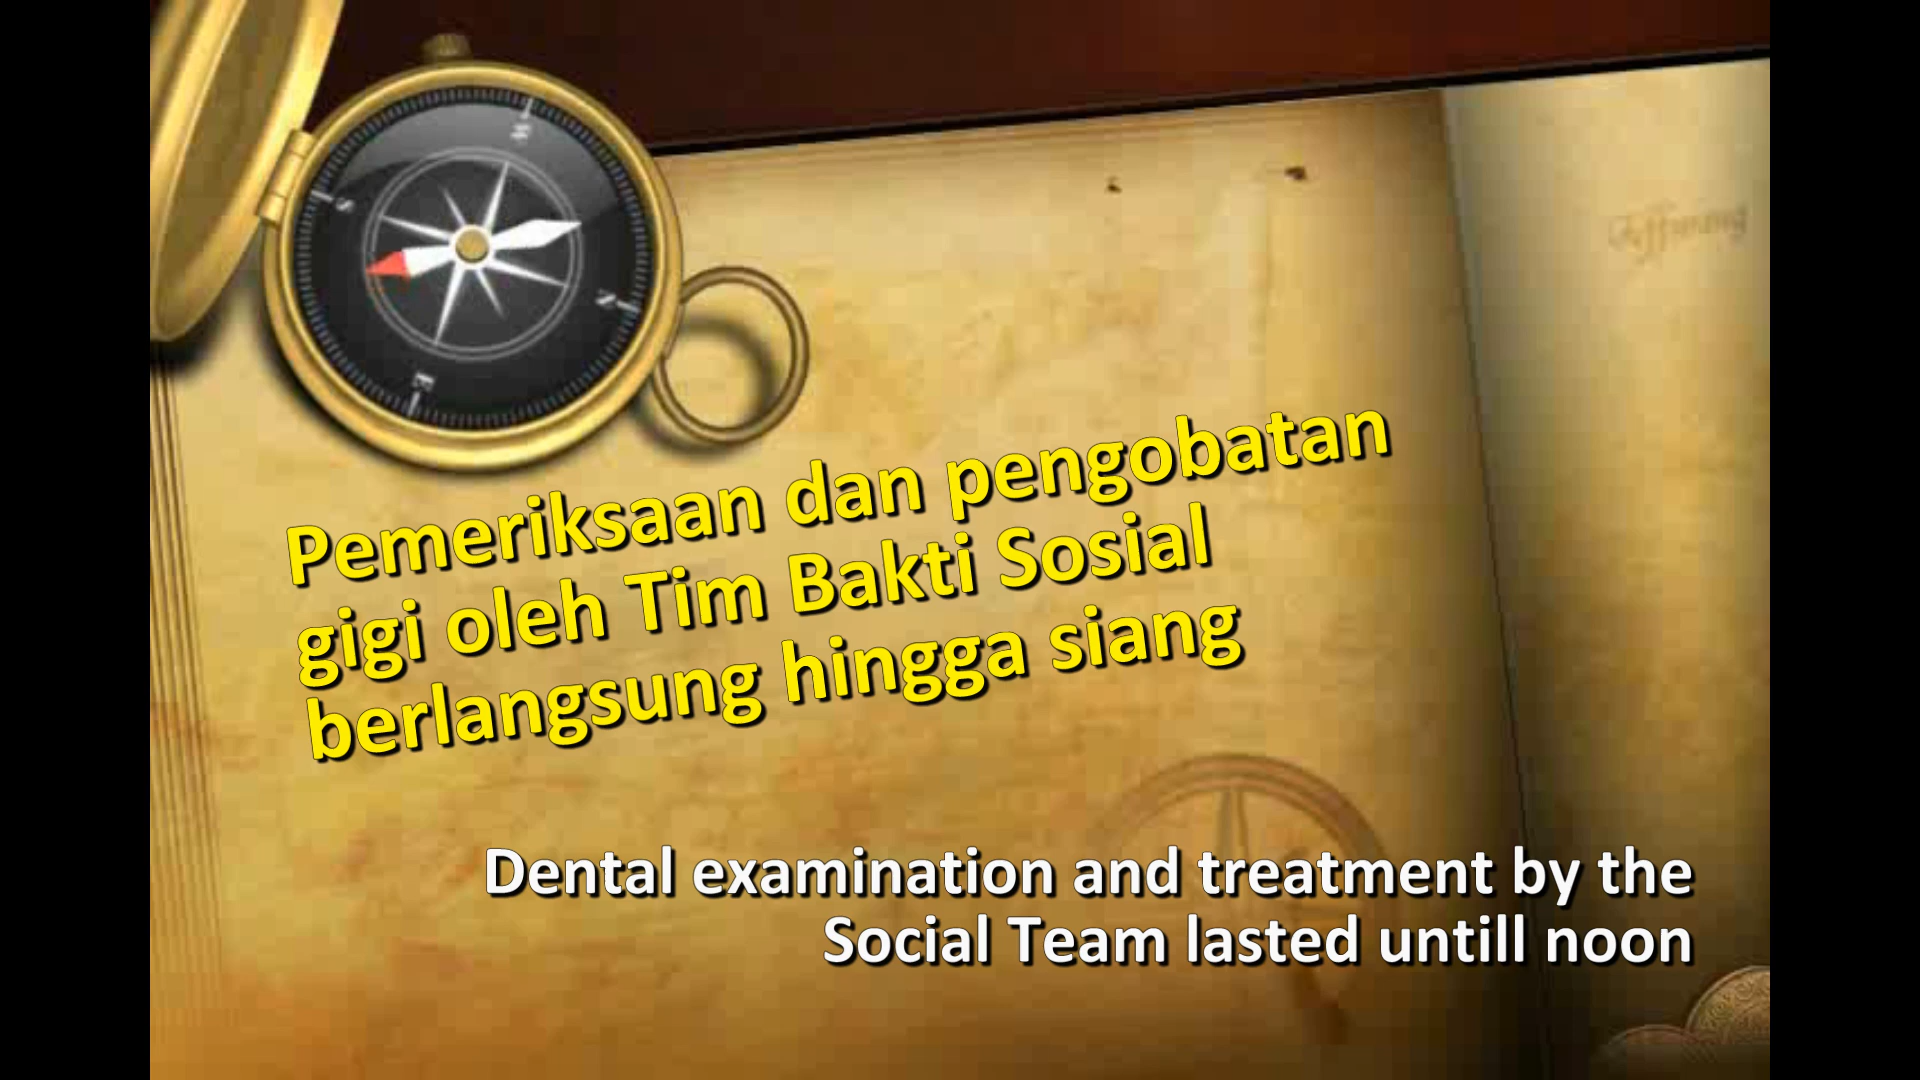 Pemeriksaan dan pengobatan
gigi oleh Tim Bakti Sosial
berlangsung hingga siang
Dental examination and treatment by the
Social Team lasted untill noon